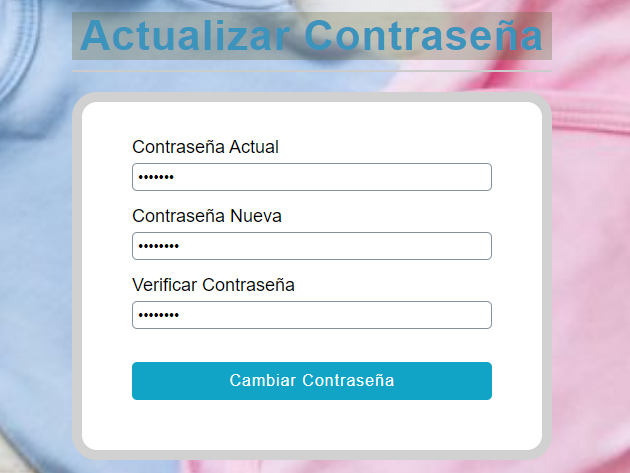 Actualizar Contraseña
Contraseña Actual
•••••••
Contraseña Nueva
••••••••
Verificar Contraseña
••••••••
Cambiar Contraseña